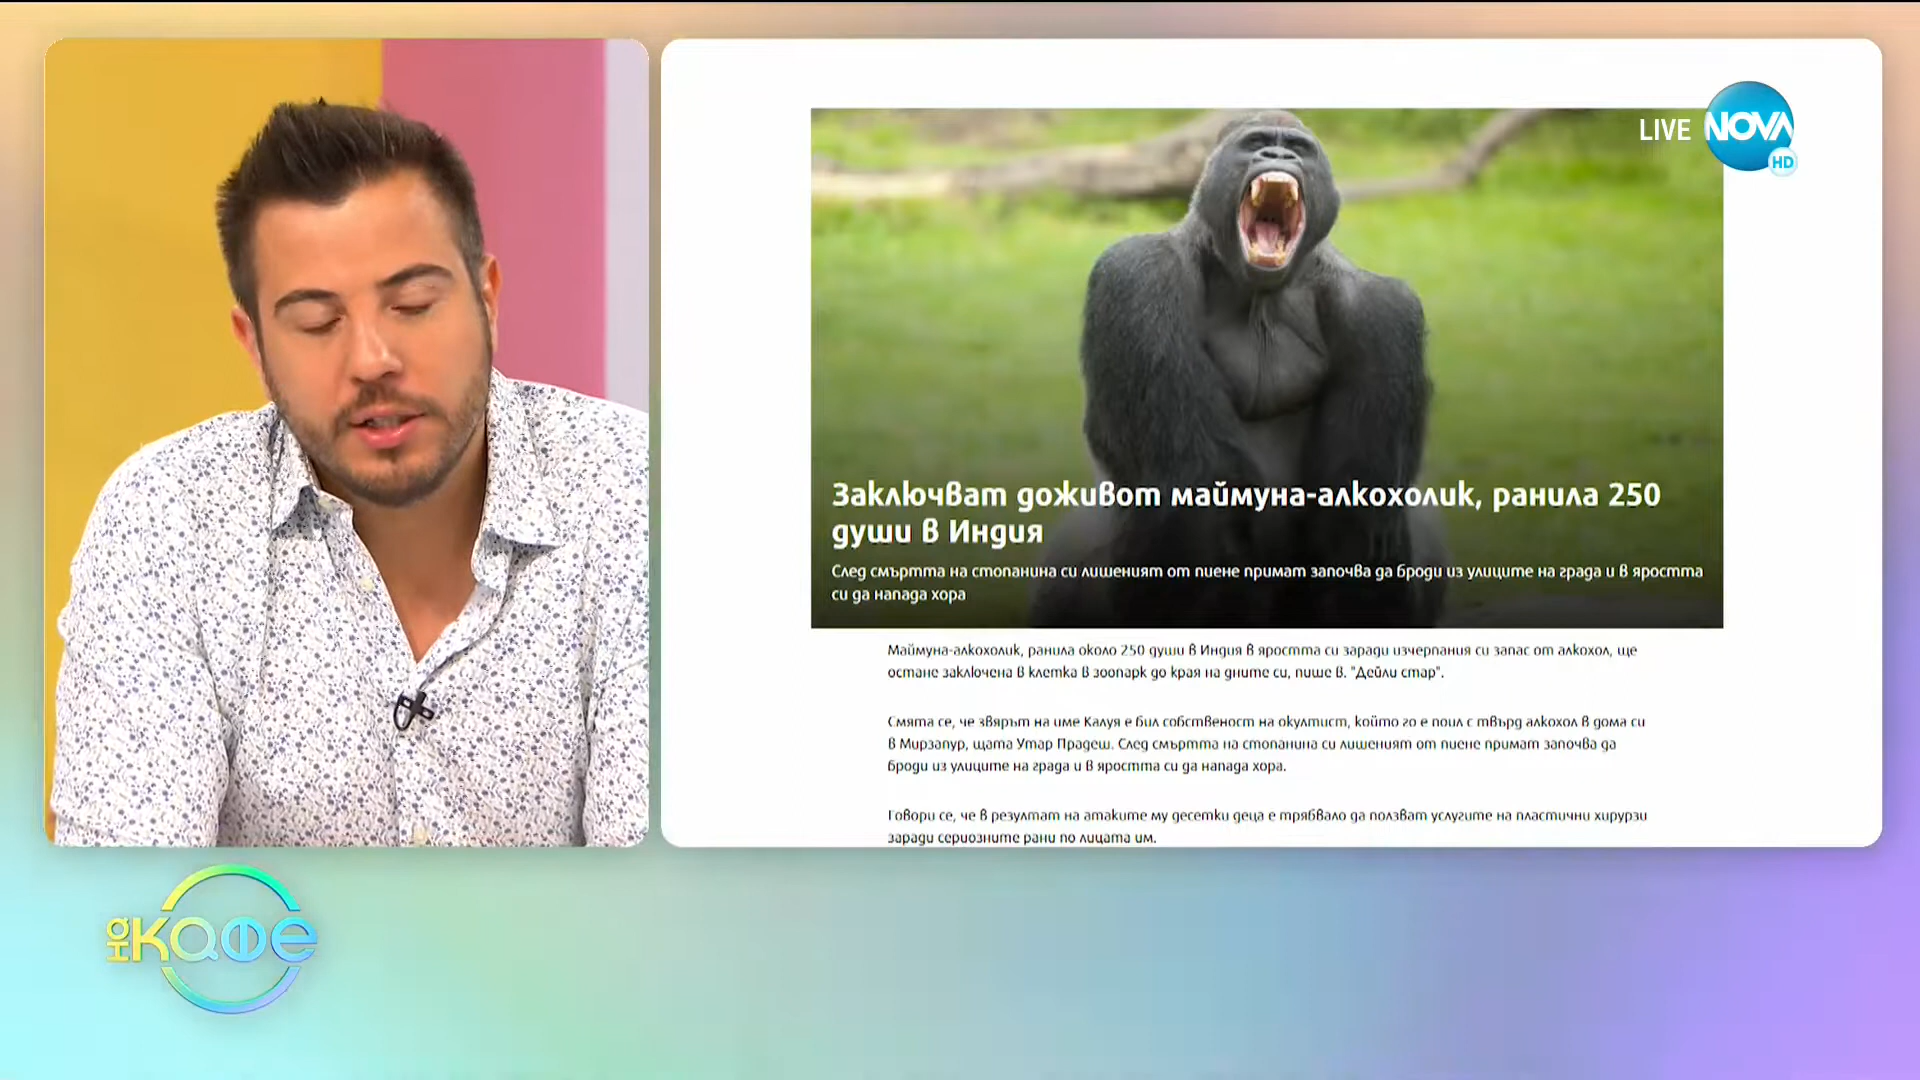 LIVE NOVA
HD
Заключват доживот маймуна-алкохолик, ранила 250
души в Индия
След смъртта на стопанина си лишеният от пиене примат започва да броди из улиците на града и в яростта
си да напада хора
Маймуна-алкохолик, ранила около 250 души в Индия в яростта си заради изчерпания си запас от алкохол, ще
остане заключена в клетка в зоопарк до края на дните си, пише в. "Дейли стар".
Смята се, че звярът на име Калуя е бил собственост на окултист, който го е поил с твърд алкохол в дома си
в Мирзапур, щата Утар Прадеш. След смъртта на стопанина си лишеният от пиене примат започва да
броди из улиците на града и в яростта си да напада хора.
Говори се, че в резултат на атаките му десетки деца е трябвало да ползват услугите на пластични хирурзи
заради сериозните рани по лицата им.
НА КАФЕ